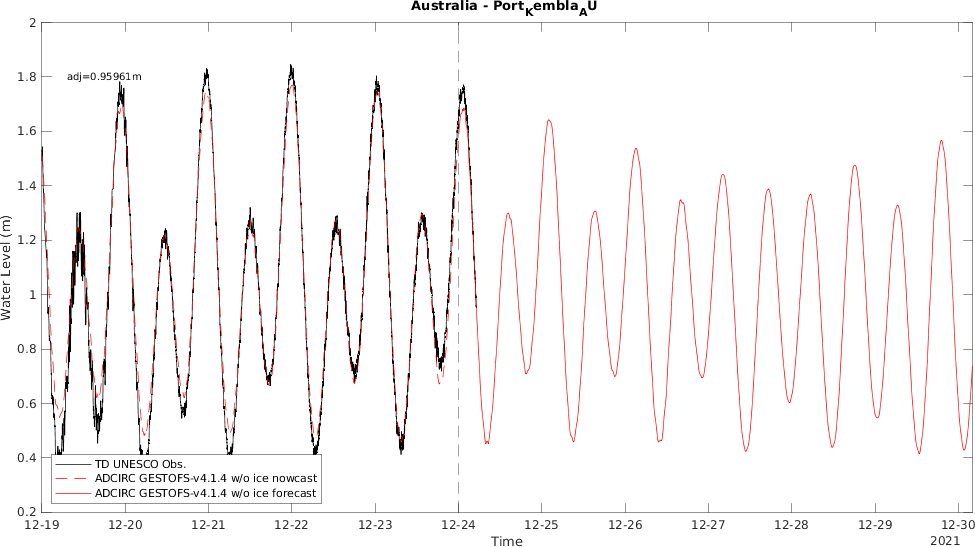 Australia - PortKemblaAU
adj=0.95961m
Water Level (m)
2
1.8
1.6
1.4
1.2
1
0.8
0.6
0.4
0.2
TD UNESCO Obs.
ADCIRC GESTOFS-v4.1.4 w/o ice nowcast
ADCIRC GESTOFS-v4.1.4 w/o ice forecast
12-19 12-20 12-21 12-22 12-23 12-24 12-25 12-26 12-27 12-28 12-29 12-30
Time
2021